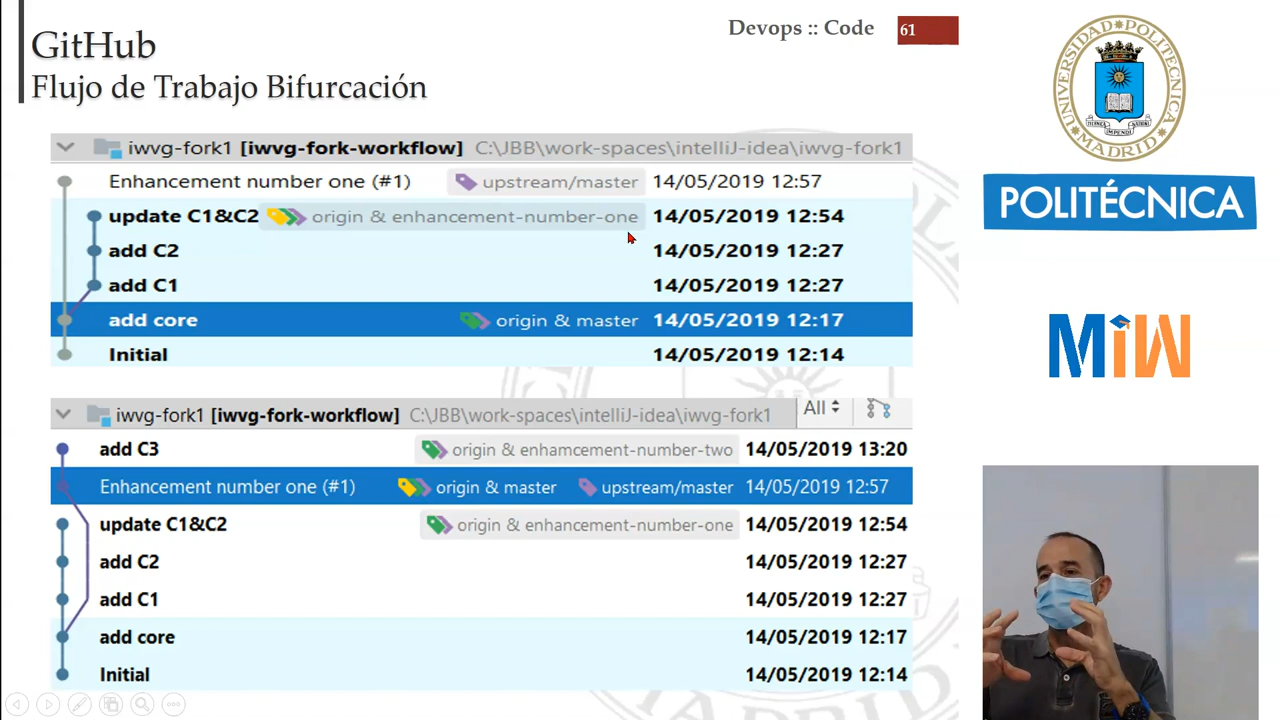 GitHub
Flujo de Trabajo Bifurcación
Devops :: Code
61
iwvg-fork1 [iwvg-fork-workflow] C:\JBB\work-spaces\intelliJ-idea\iwvg-fork1
Enhancement number one (#1) upstream/master 14/05/2019 12:57
update C1&C2 origin & enhancement-number-one 14/05/2019 12:54
add C2 14/05/2019 12:27
add C1 14/05/2019 12:27
add core origin & master 14/05/2019 12:17
Initial 14/05/2019 12:14
iwvg-fork1 [iwvg-fork-workflow] C:\JBB\work-spaces\intelliJ-idea\iwvg-fork1 All
add C3 origin & enhamcement-number-two 14/05/2019 13:20
Enhancement number one (#1) origin & master upstream/master 14/05/2019 12:57
update C1&C2 origin & enhancement-number-one 14/05/2019 12:54
add C2 14/05/2019 12:27
add C1 14/05/2019 12:27
add core 14/05/2019 12:17
Initial 14/05/2019 12:14
UNIVERSIDAD POLITÉCNICA
MADRID
POLITÉCNICA
MiW